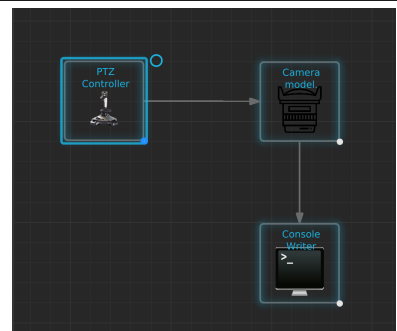 PTZ
Controller
Camera
model.
Console
Writer
>_